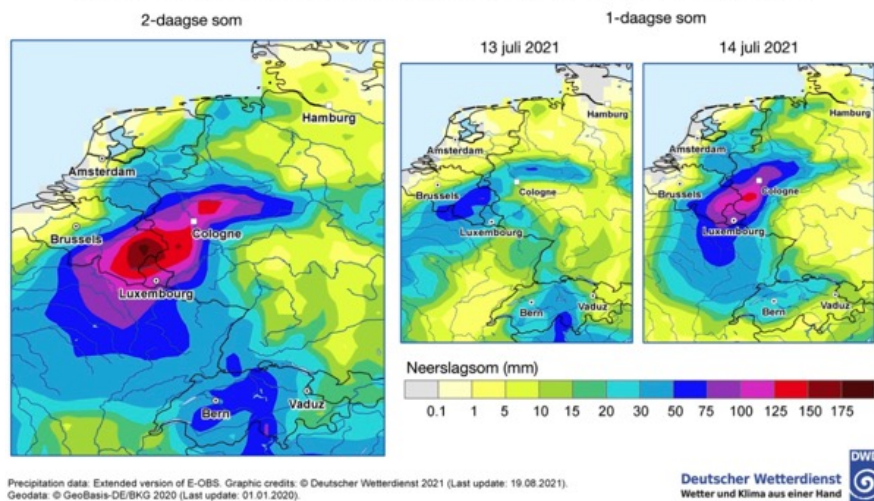 2-daagse som
1-daagse som
13 juli 2021
14 juli 2021
Hamburg
Amsterdam
Brussels
Cologne
Luxembourg
Bern
Vaduz
Hamburg
Amsterdam
Brussels
Cologne
Luxembourg
Bern
Vaduz
Hamburg
Amsterdam
Brussels
Cologne
Luxembourg
Bern
Vaduz
Neerslagsom (mm)
0.1 1 5 10 15 20 30 50 75 100 125 150 175
Precipitation data: Extended version of E-OBS. Graphic credits: © Deutscher Wetterdienst 2021 (Last update: 19.08.2021).
Geodata: © GeoBasis-DE/BKG 2020 (Last update: 01.01.2020).
Deutscher Wetterdienst
Wetter und Klima aus einer Hand
DWD